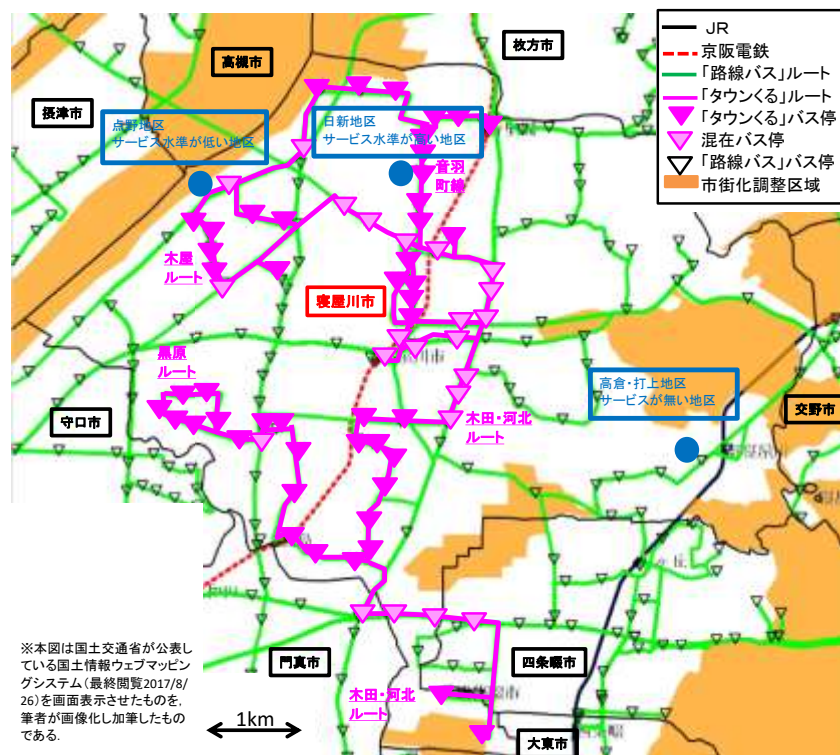 枚方市
高槻市
摂津市
JR
京阪電鉄
「路線バス」ルート
「タウンくる」ルート
「タウンくる」バス停
混在バス停
「路線バス」バス停
市街化調整区域
点野地区
サービス水準が低い地区
日新地区
サービス水準が高い地区
音羽
町線
木屋
ルート
寝屋川市
黒原
ルート
守口市
木田・河北
ルート
高倉・打上地区
サービスが無い地区
交野市
門真市
四条畷市
木田・河北
ルート
大東市
1km
※本図は国土交通省が公表し
ている国土情報ウェブマッピン
グシステム(最終閲覧2017/8/
26)を画面表示させたものを,
筆者が画像化し加筆したもの
である.